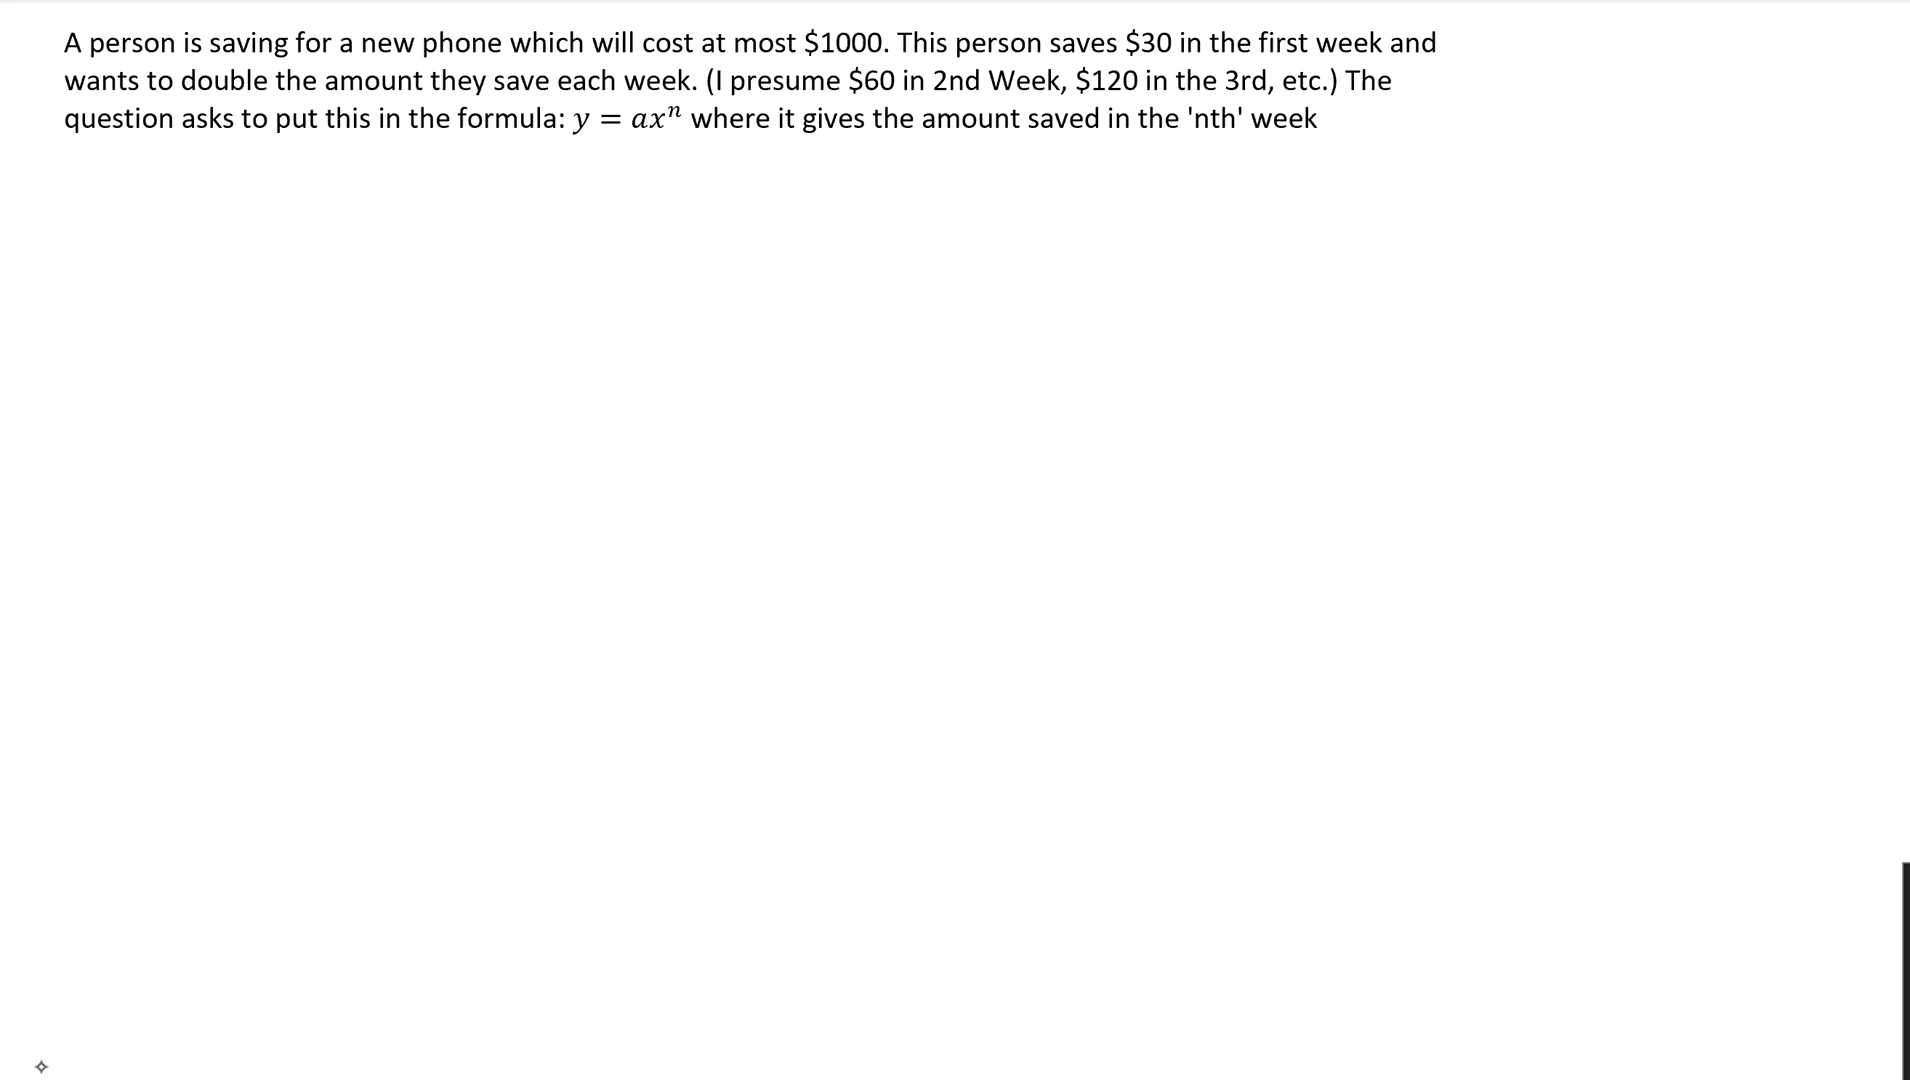 A person is saving for a new phone which will cost at most $1000. This person saves $30 in the first week and
wants to double the amount they save each week. (I presume $60 in 2nd Week, $120 in the 3rd, etc.) The
question asks to put this in the formula: y = axⁿ where it gives the amount saved in the 'nth' week